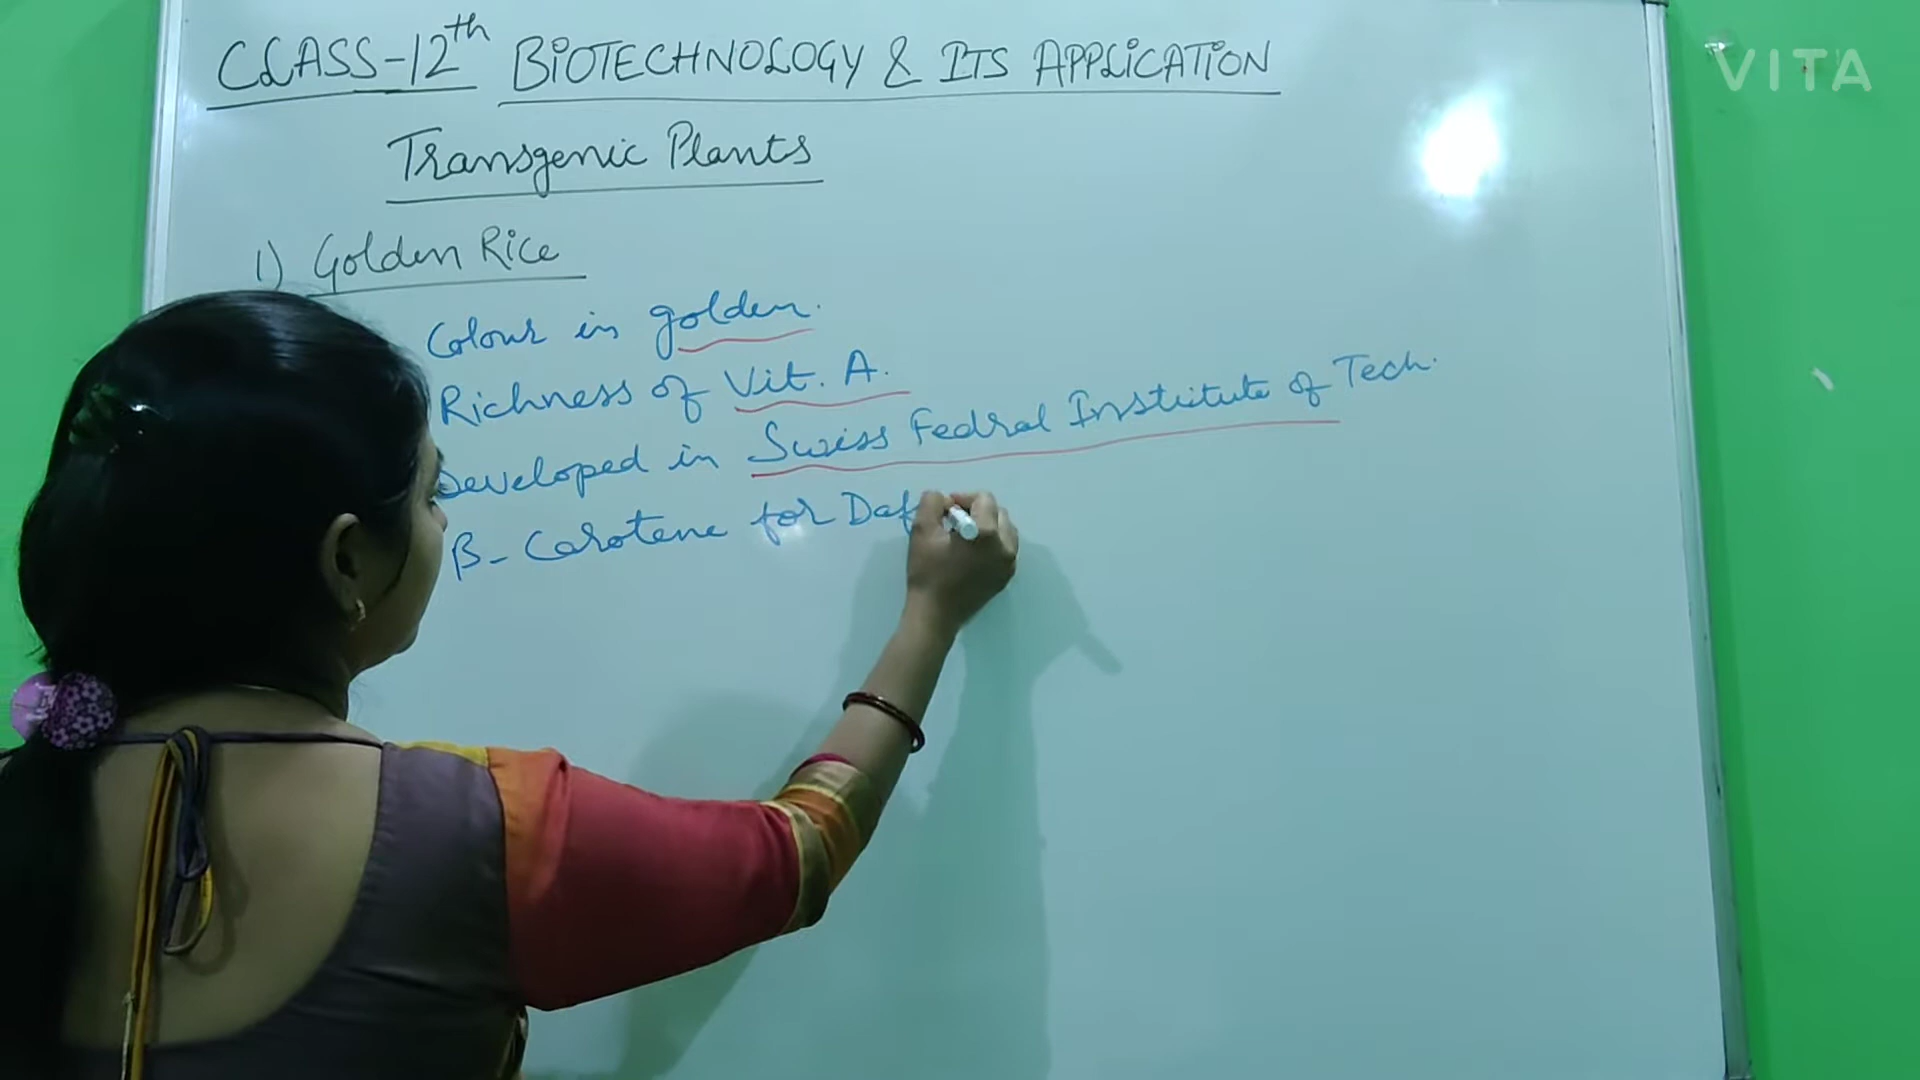 CLASS-12th BIOTECHNOLOGY & ITS APPLICATION
VITA
Transgenic Plants
1) Golden Rice
Colour is golden.
Richness of Vit. A.
Developed in Swiss Fedral Institute of Tech.
β- Carotene for Daf